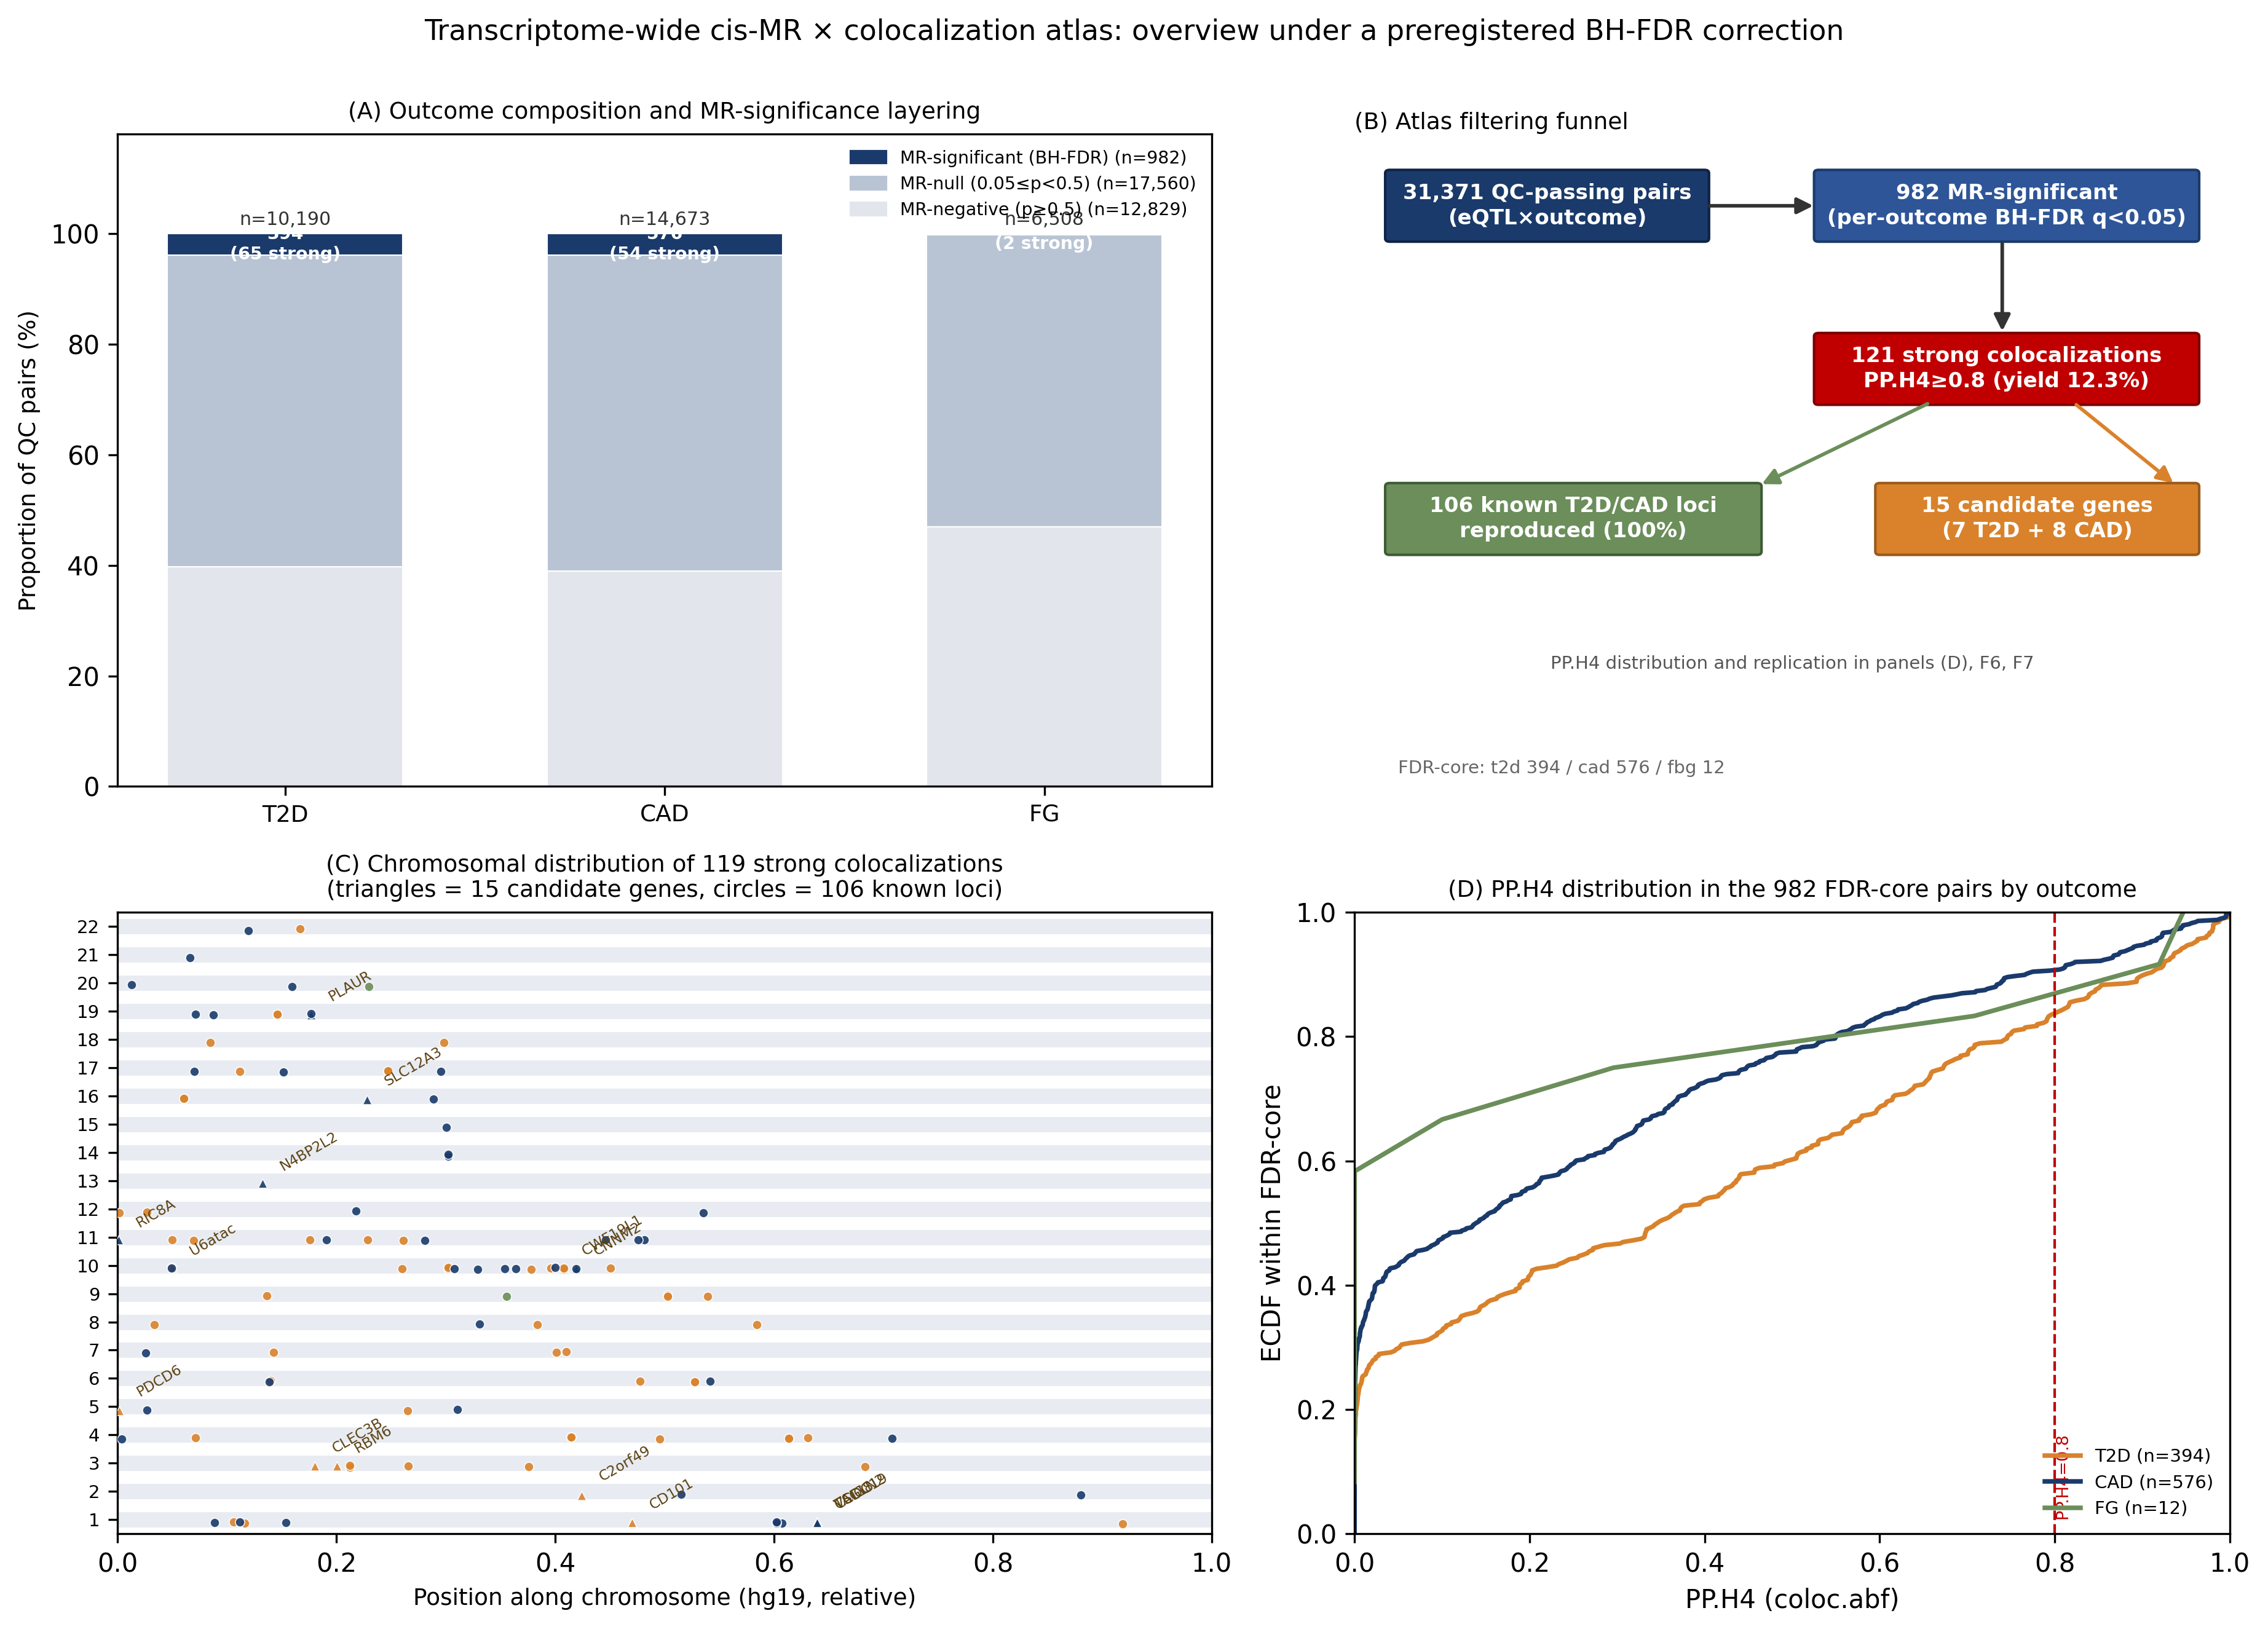 Transcriptome-wide cis-MR × colocalization atlas: overview under a preregistered BH-FDR correction
(A) Outcome composition and MR-significance layering
MR-significant (BH-FDR) (n=982)
MR-null (0.05≤p<0.5) (n=17,560)
MR-negative (p≥0.5) (n=12,829)
n=10,190
n=14,673
n=6,508
(65 strong)
(54 strong)
(2 strong)
Proportion of QC pairs (%)
100
80
60
40
20
0
T2D
CAD
FG
(B) Atlas filtering funnel
31,371 QC-passing pairs
(eQTL×outcome)
982 MR-significant
(per-outcome BH-FDR q<0.05)
121 strong colocalizations
PP.H4≥0.8 (yield 12.3%)
106 known T2D/CAD loci
reproduced (100%)
15 candidate genes
(7 T2D + 8 CAD)
PP.H4 distribution and replication in panels (D), F6, F7
FDR-core: t2d 394 / cad 576 / fbg 12
(C) Chromosomal distribution of 119 strong colocalizations
(triangles = 15 candidate genes, circles = 106 known loci)
22
21
20
19
18
17
16
15
14
13
12
11
10
9
8
7
6
5
4
3
2
1
PLAUR
SLC12A3
N4BP2L2
RIC8A
U6atac
CWF19L1
CNNM2
PDCD6
CLEC3B
RBM6
C2orf49
CD101
0.0
0.2
0.4
0.6
0.8
1.0
Position along chromosome (hg19, relative)
(D) PP.H4 distribution in the 982 FDR-core pairs by outcome
ECDF within FDR-core
1.0
0.8
0.6
0.4
0.2
0.0
PP.H4=0.8
T2D (n=394)
CAD (n=576)
FG (n=12)
0.0
0.2
0.4
0.6
0.8
1.0
PP.H4 (coloc.abf)